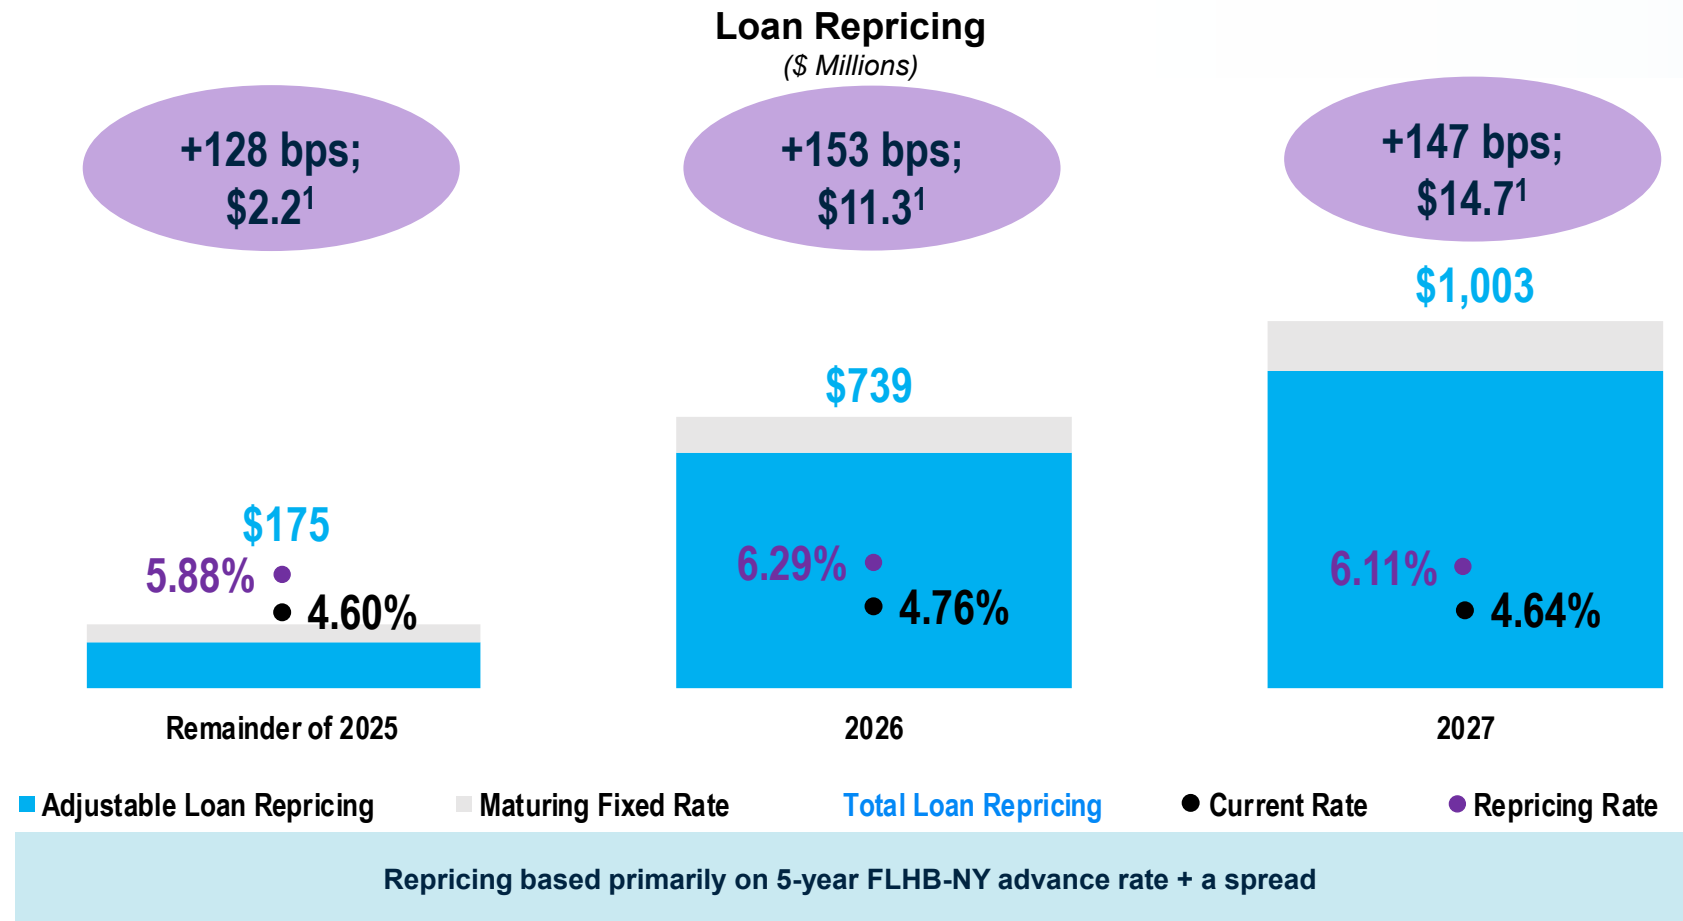 Loan Repricing
($ Millions)
+128 bps;
$2.2¹
+153 bps;
$11.3¹
+147 bps;
$14.7¹
$175
$739
$1,003
5.88%
4.60%
6.29%
4.76%
6.11%
4.64%
Remainder of 2025
2026
2027
Adjustable Loan Repricing
Maturing Fixed Rate
Total Loan Repricing
Current Rate
Repricing Rate
Repricing based primarily on 5-year FLHB-NY advance rate + a spread